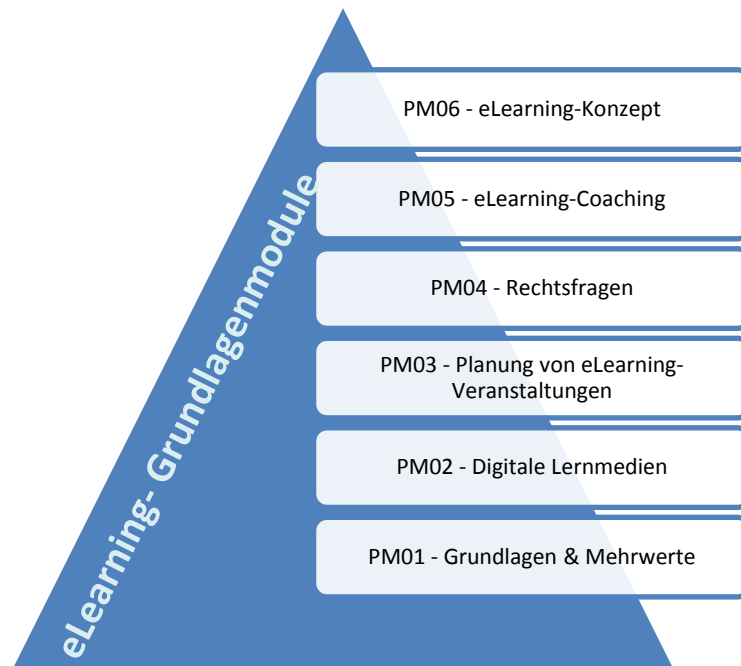 eLearning- Grundlagenmodule
PM06 - eLearning-Konzept
PM05 - eLearning-Coaching
PM04 - Rechtsfragen
PM03 - Planung von eLearning-
Veranstaltungen
PM02 - Digitale Lernmedien
PM01 - Grundlagen & Mehrwerte